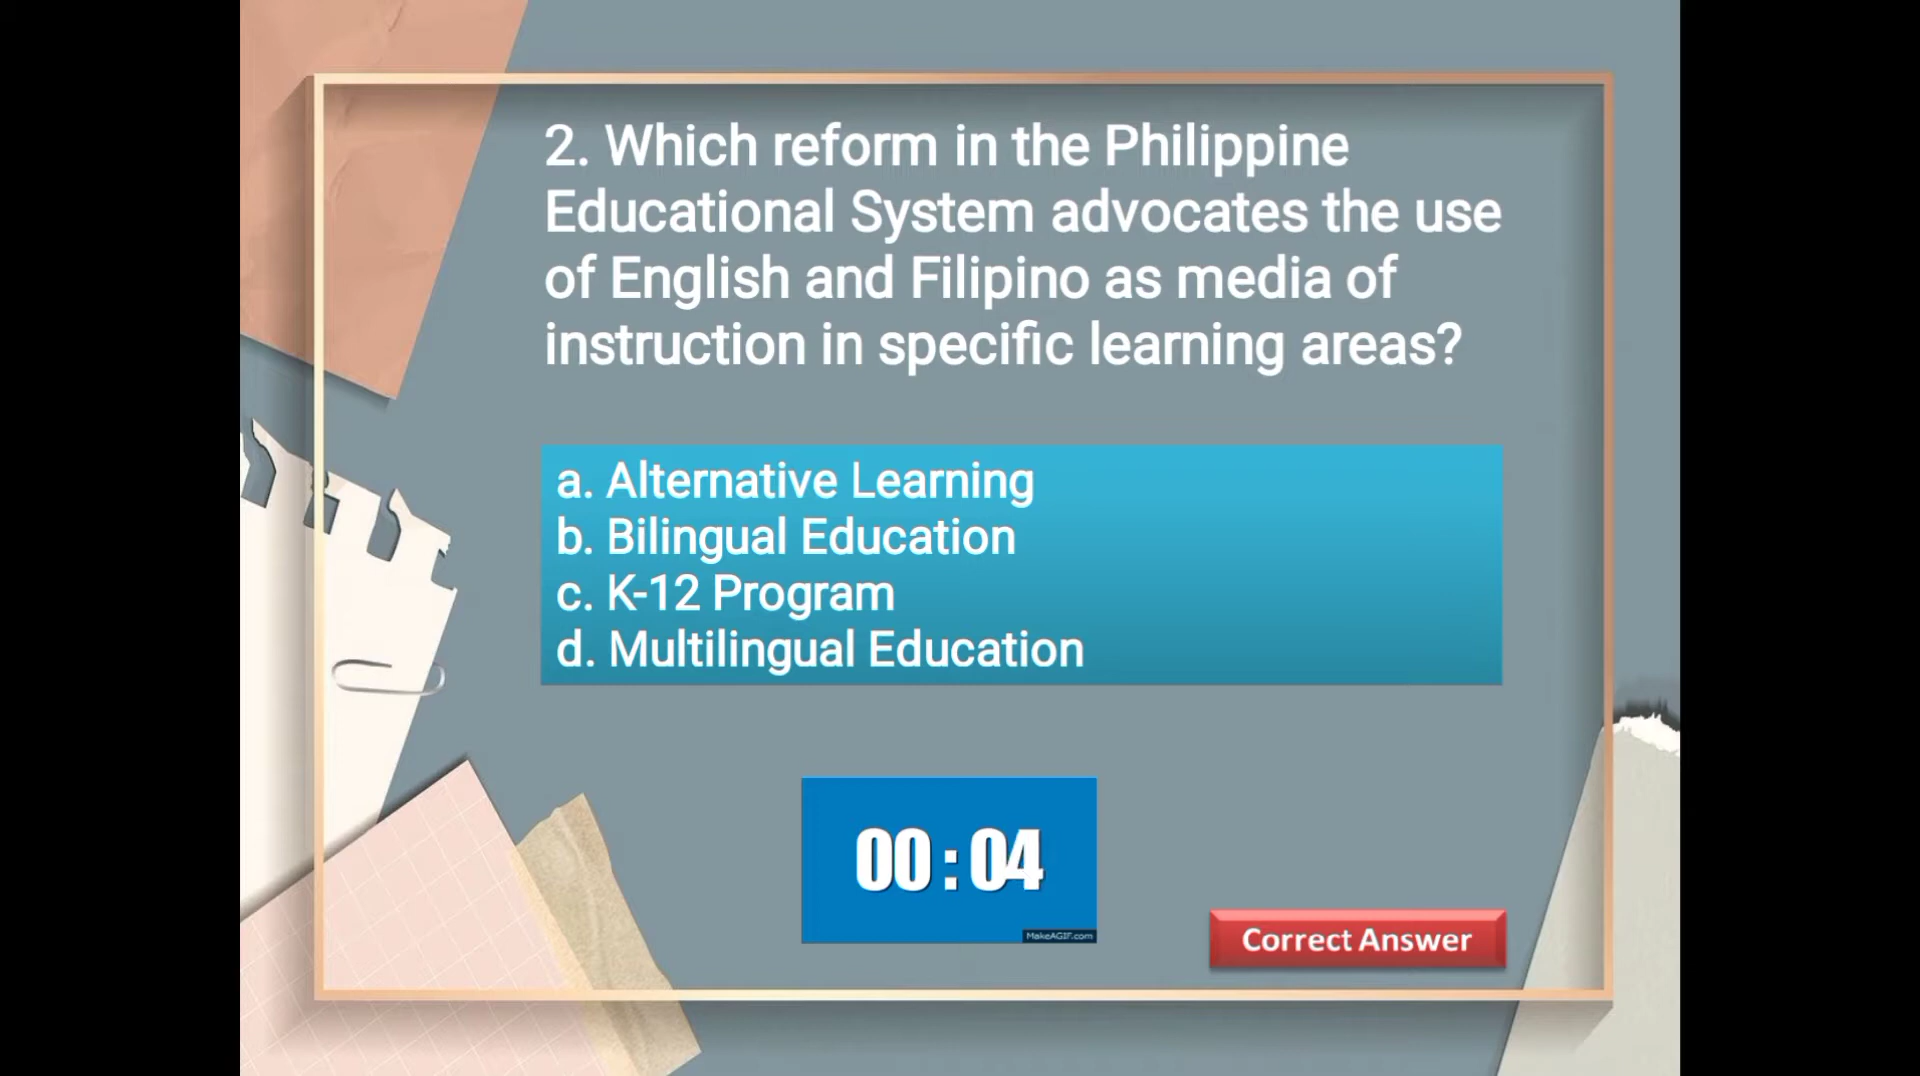 2. Which reform in the Philippine
Educational System advocates the use
of English and Filipino as media of
instruction in specific learning areas?
a. Alternative Learning
b. Bilingual Education
c. K-12 Program
d. Multilingual Education
00:04
MakeAGIF.com
Correct Answer